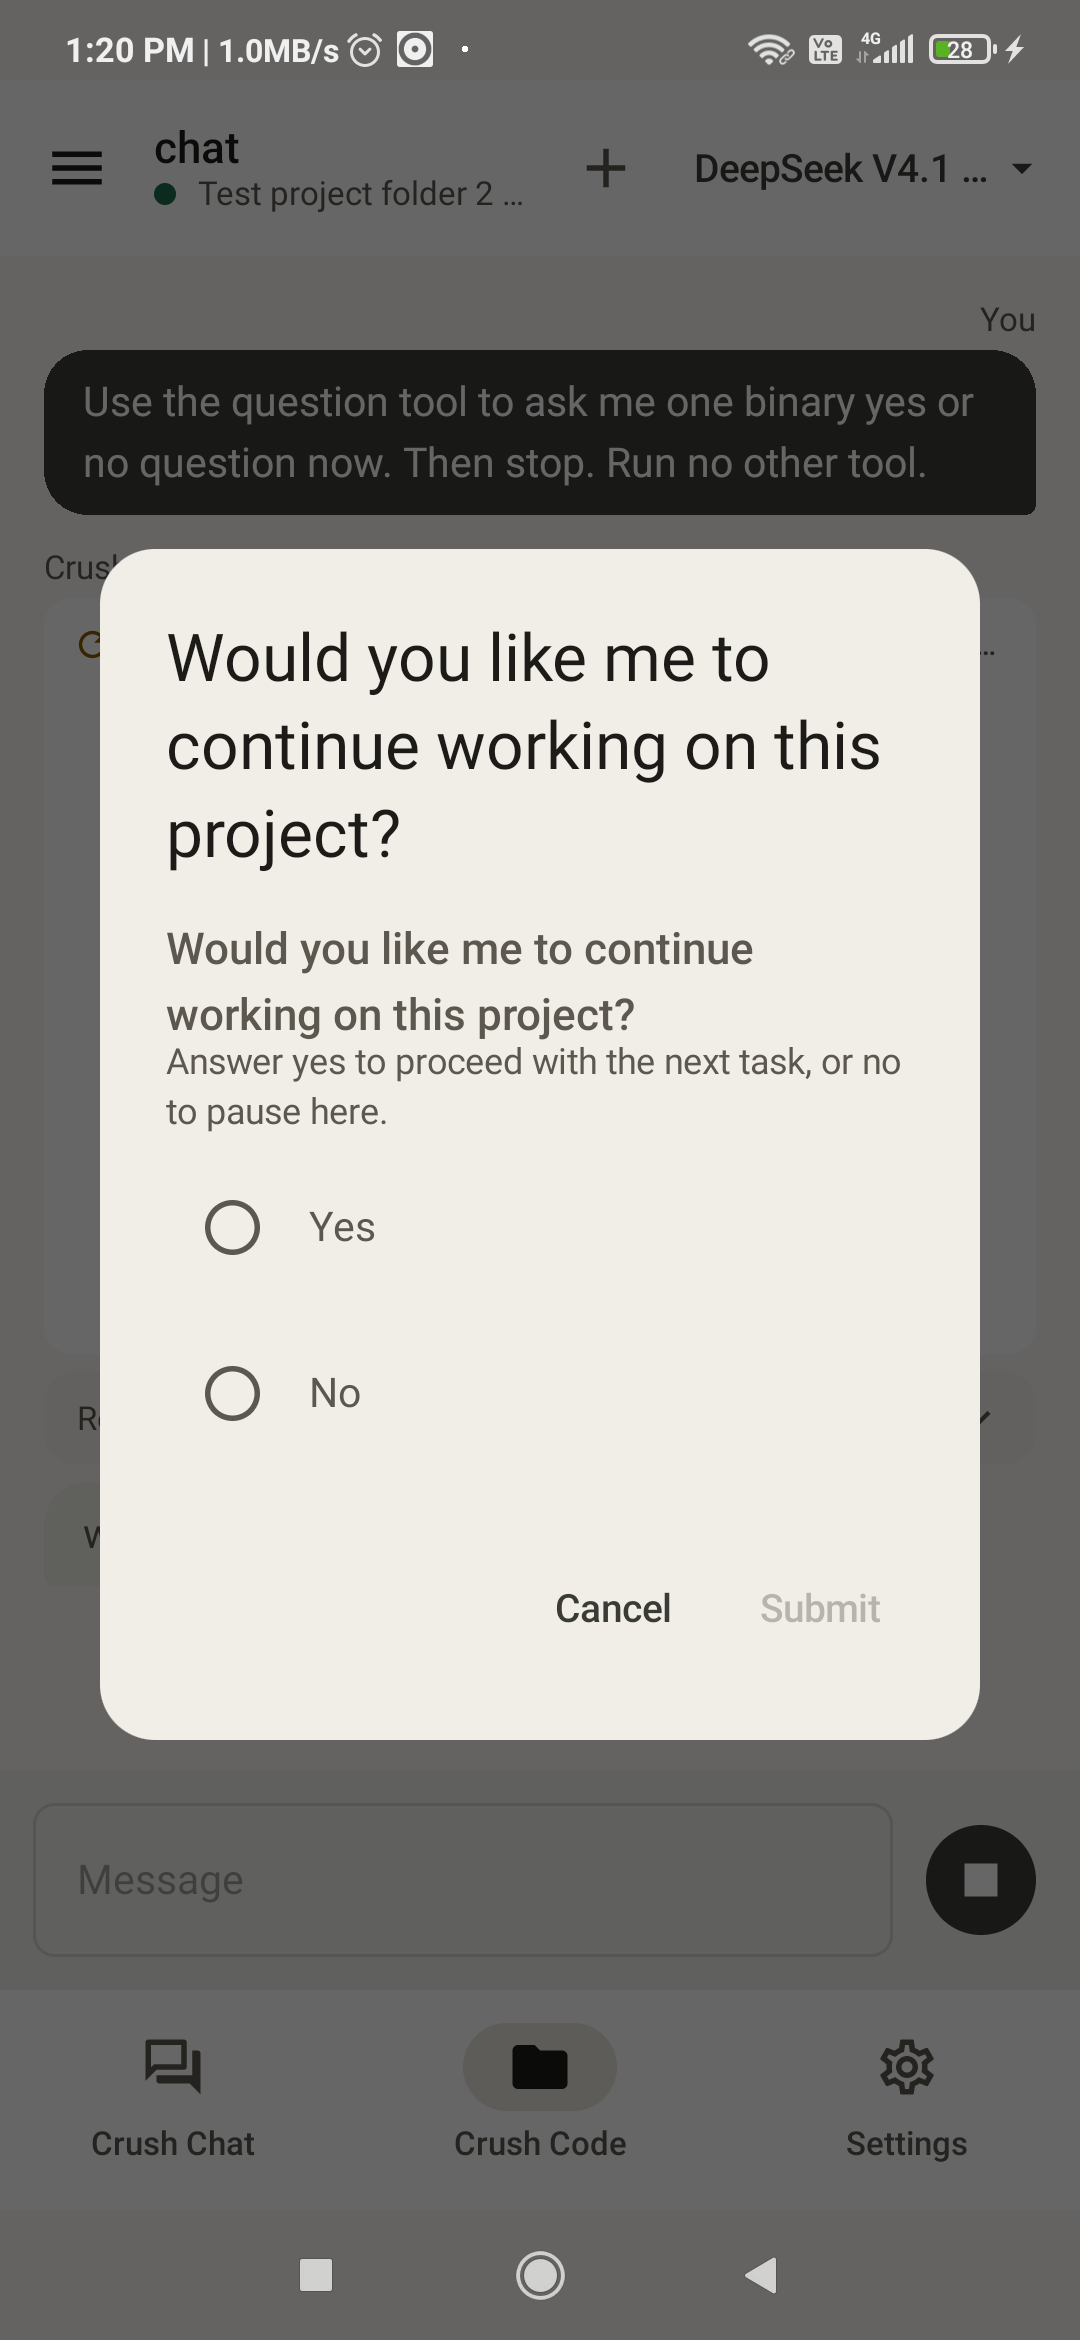 1:20 PM | 1.0MB/s
Vo LTE
4G
28
chat
Test project folder 2 ...
DeepSeek V4.1 ...
You
Use the question tool to ask me one binary yes or
no question now. Then stop. Run no other tool.
Would you like me to
continue working on this
project?
Would you like me to continue
working on this project?
Answer yes to proceed with the next task, or no
to pause here.
Yes
No
Cancel
Submit
Message
Crush Chat
Crush Code
Settings